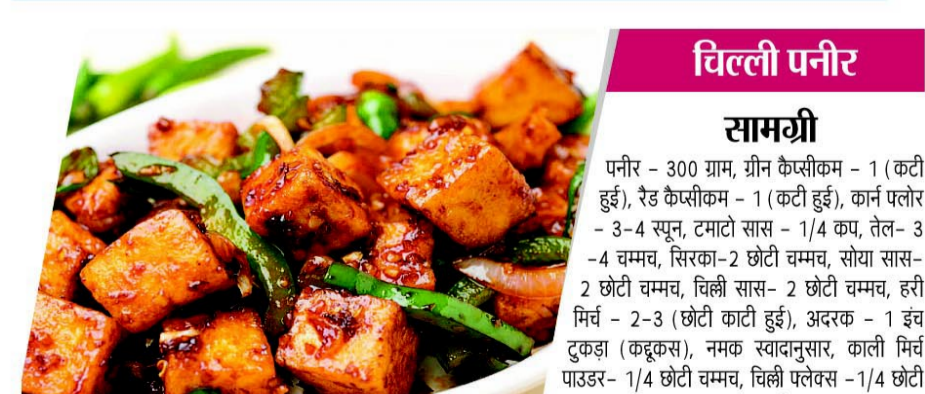 चिल्ली पनीर
सामग्री
पनीर - 300 ग्राम, ग्रीन कैप्सीकम - 1 (कटी
हुई), रैड कैप्सीकम - 1 (कटी हुई), कार्न फ्लोर
- 3-4 स्पून, टमाटो सास - 1/4 कप, तेल- 3
-4 चम्मच, सिरका-2 छोटी चम्मच, सोया सास-
2 छोटी चम्मच, चिल्ली सास- 2 छोटी चम्मच, हरी
मिर्च - 2-3 (छोटी काटी हुई), अदरक - 1 इंच
टुकड़ा (कद्दूकस), नमक स्वादानुसार, काली मिर्च
पाउडर- 1/4 छोटी चम्मच, चिल्ली फ्लेक्स -1/4 छोटी